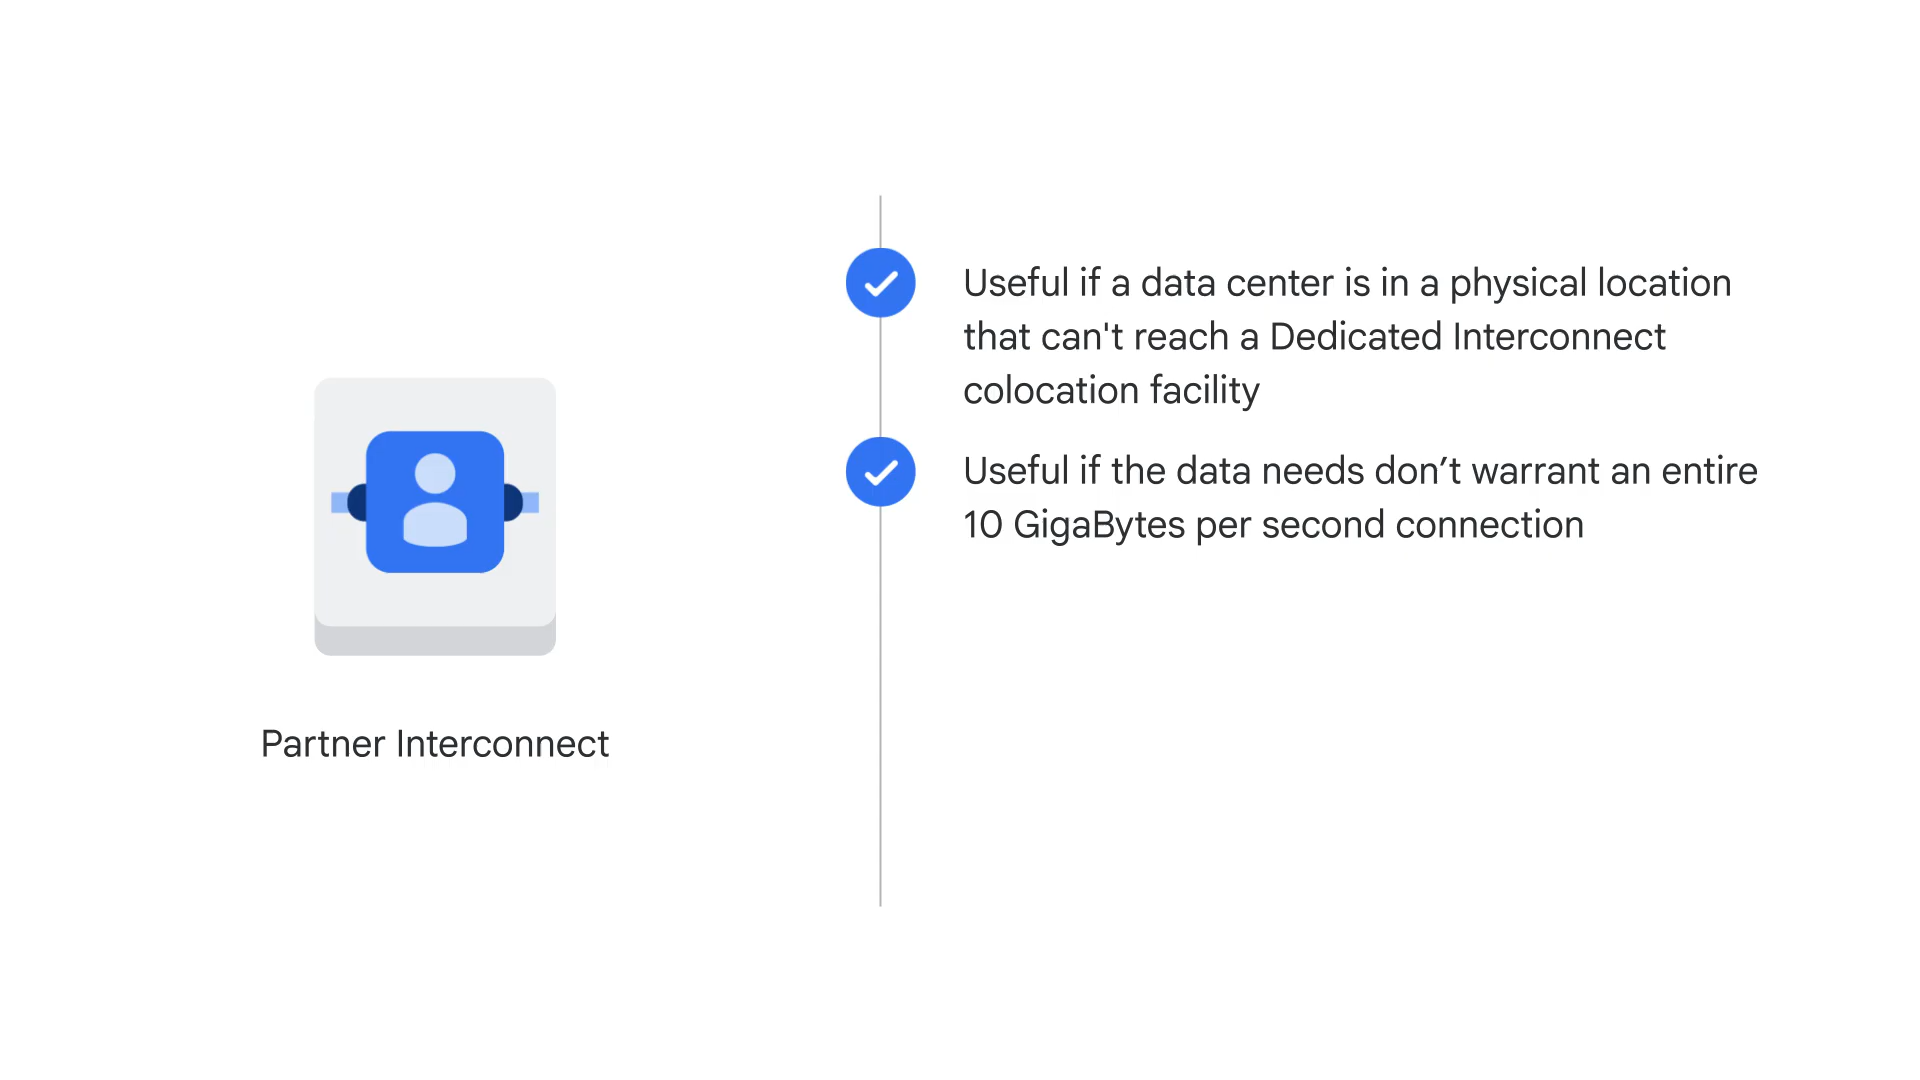 Useful if a data center is in a physical location
that can't reach a Dedicated Interconnect
colocation facility
Useful if the data needs don’t warrant an entire
10 GigaBytes per second connection
Partner Interconnect